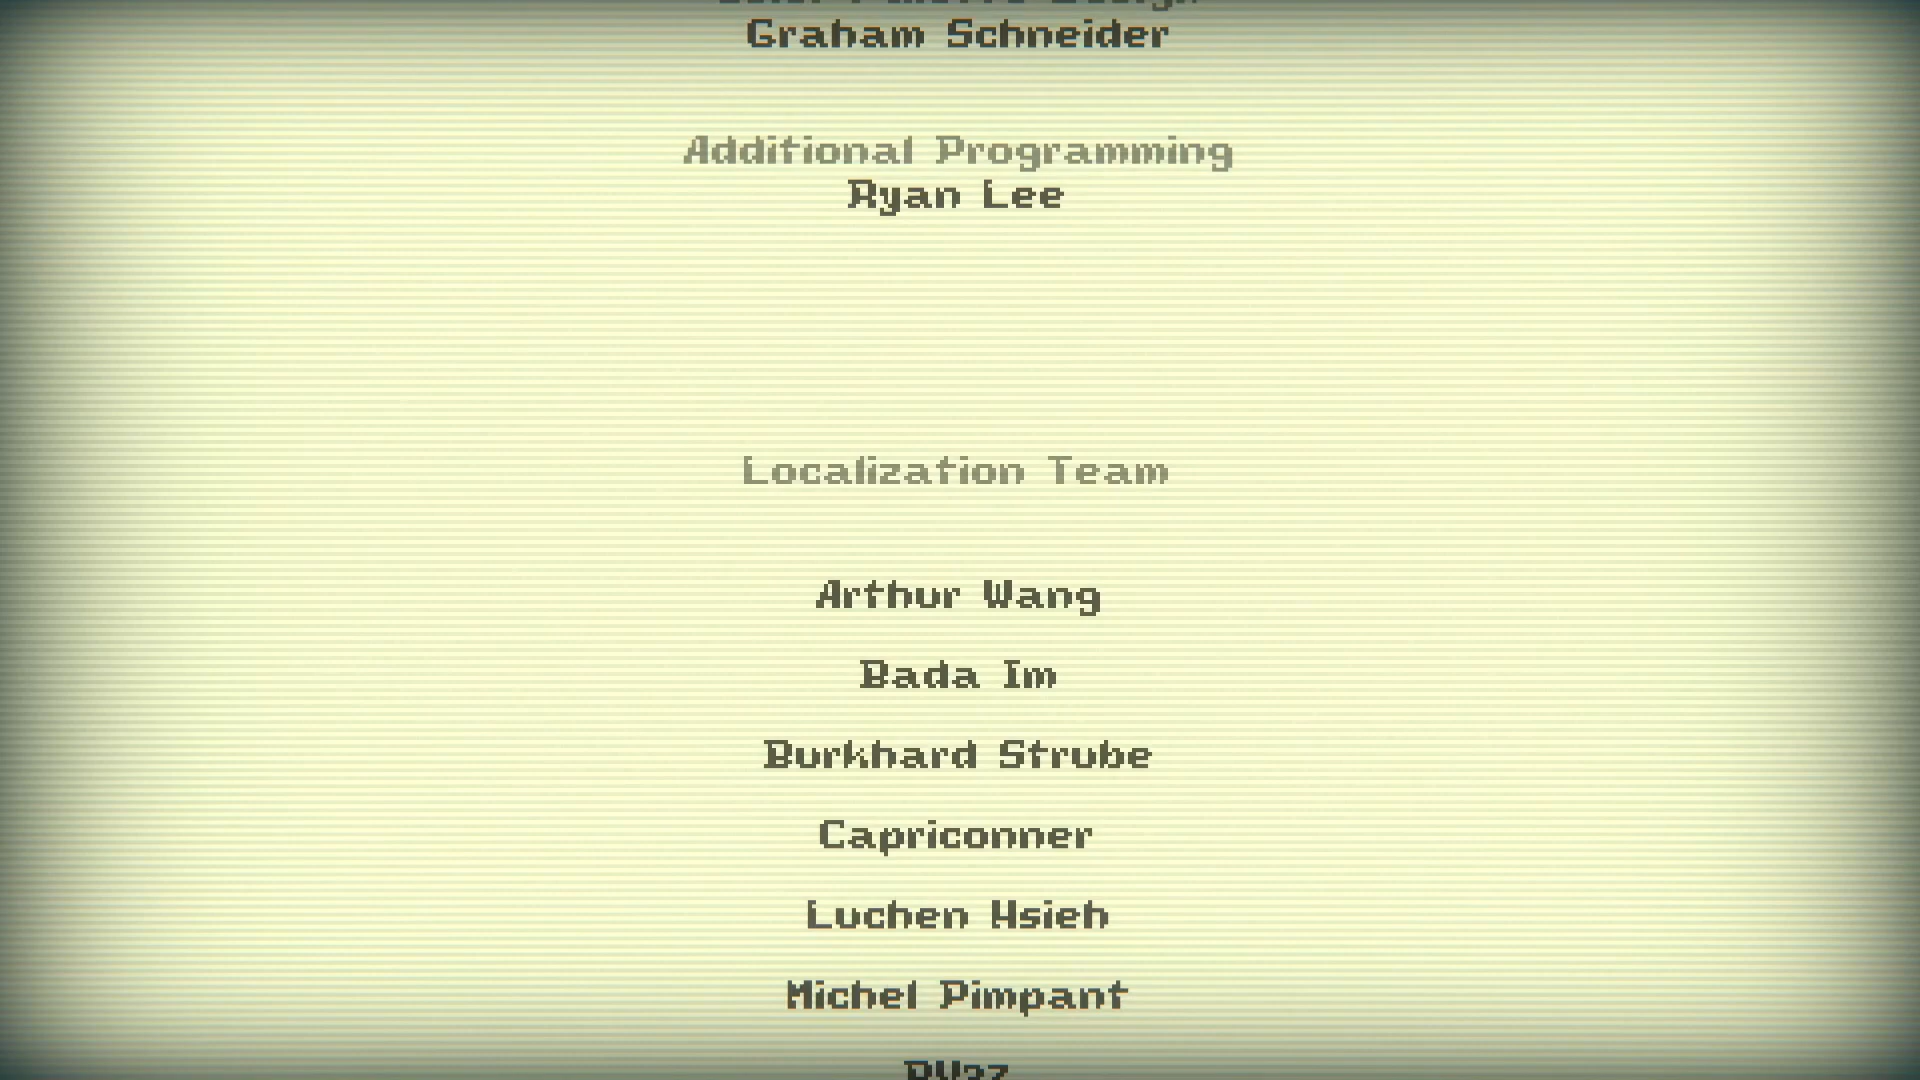 Graham Schneider
Additional Programming
Ryan Lee
Localization Team
Arthur Wang
Bada Im
Burkhard Strube
Capriconner
Luchen Hsieh
Michel Pimpant